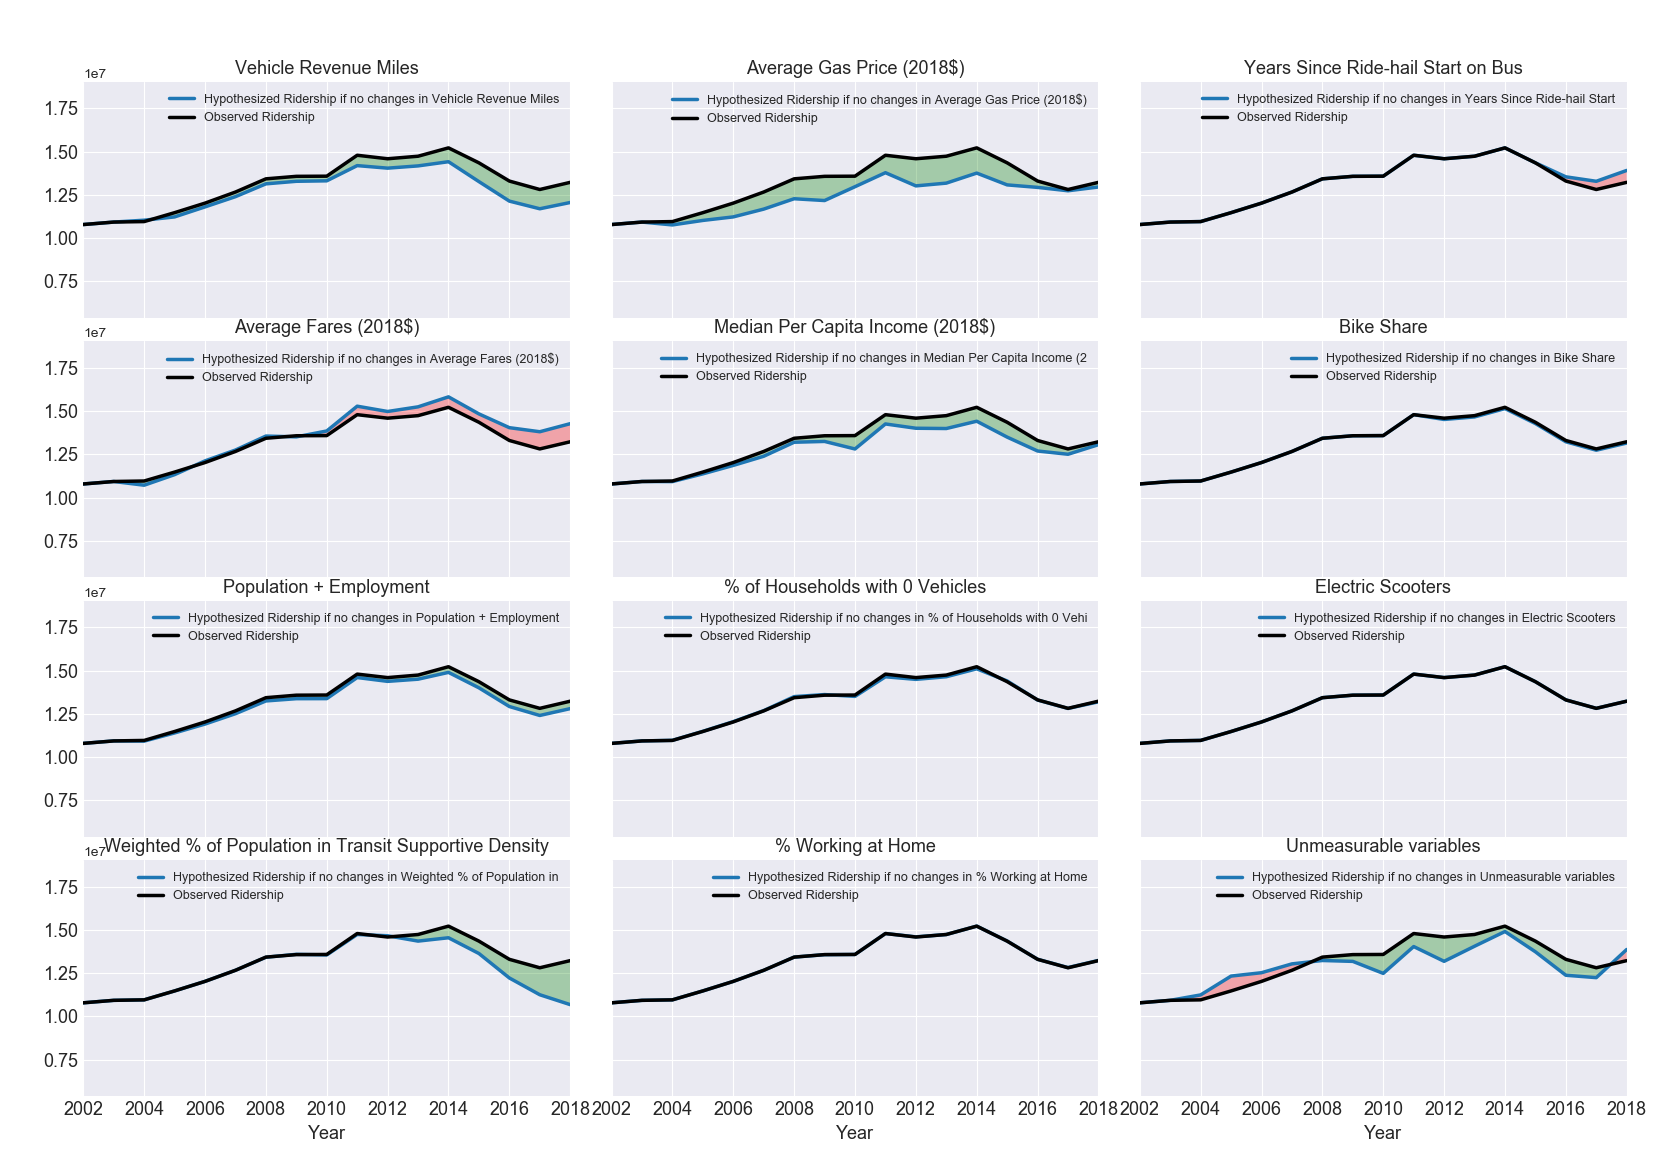 Vehicle Revenue Miles
1e7
Hypothesized Ridership if no changes in Vehicle Revenue Miles
Observed Ridership
1.75
1.50
1.25
1.00
0.75
Average Gas Price (2018$)
Hypothesized Ridership if no changes in Average Gas Price (2018$)
Observed Ridership
Years Since Ride-hail Start on Bus
Hypothesized Ridership if no changes in Years Since Ride-hail Start
Observed Ridership
Average Fares (2018$)
1e7
Hypothesized Ridership if no changes in Average Fares (2018$)
Observed Ridership
1.75
1.50
1.25
1.00
0.75
Median Per Capita Income (2018$)
Hypothesized Ridership if no changes in Median Per Capita Income (2
Observed Ridership
Bike Share
Hypothesized Ridership if no changes in Bike Share
Observed Ridership
Population + Employment
1e7
Hypothesized Ridership if no changes in Population + Employment
Observed Ridership
1.75
1.50
1.25
1.00
0.75
% of Households with 0 Vehicles
Hypothesized Ridership if no changes in % of Households with 0 Vehi
Observed Ridership
Electric Scooters
Hypothesized Ridership if no changes in Electric Scooters
Observed Ridership
Weighted % of Population in Transit Supportive Density
1e7
Hypothesized Ridership if no changes in Weighted % of Population in
Observed Ridership
1.75
1.50
1.25
1.00
0.75
2002 2004 2006 2008 2010 2012 2014 2016 2018
Year
% Working at Home
Hypothesized Ridership if no changes in % Working at Home
Observed Ridership
2002 2004 2006 2008 2010 2012 2014 2016 2018
Year
Unmeasurable variables
Hypothesized Ridership if no changes in Unmeasurable variables
Observed Ridership
2002 2004 2006 2008 2010 2012 2014 2016 2018
Year